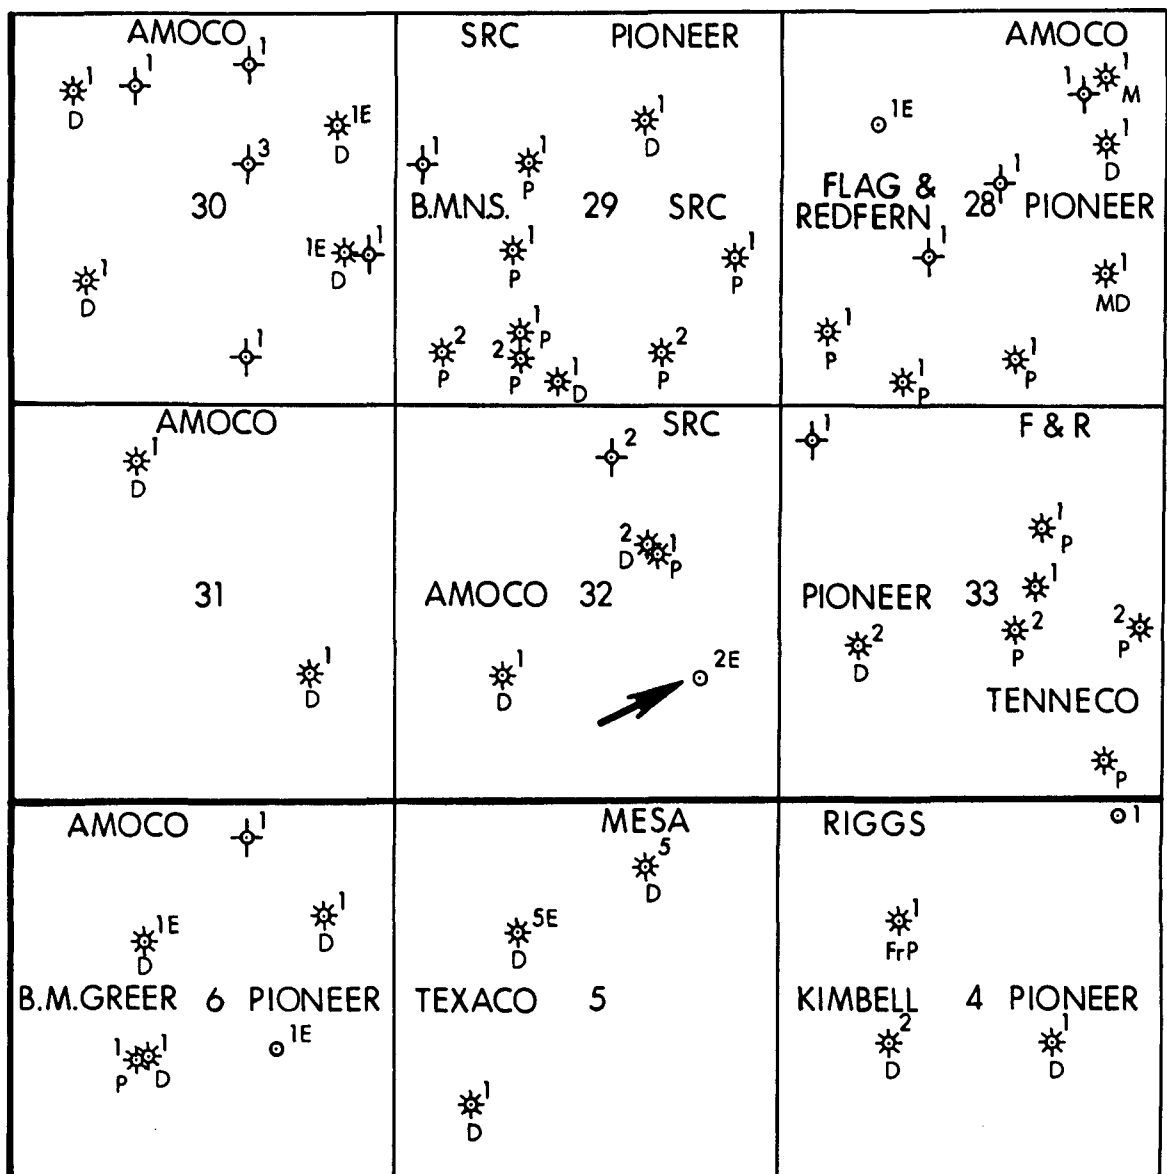 AMOCO
1
1
1
D
1E
D
3
30
1E
1
D
1
D
1
SRC PIONEER
1
D
1
1
P
B.M.N.S. 29 SRC
1
P
1
P
1
P
2
P
2
P
1
D
2
P
AMOCO
1
1
M
1E
1
D
1
1
FLAG &
REDFERN 28 PIONEER
1
1
MD
1
P
1
P
1
P
AMOCO
1
D
31
1
D
SRC
2
2
D
1
P
AMOCO 32
1
D
2E
F & R
1
1
P
1
PIONEER 33
2
D
2
P
2
P
TENNECO
P
AMOCO
1
1
D
1E
D
B.M.GREER 6 PIONEER
1
P
1
D
1E
MESA
5
D
5E
D
TEXACO 5
1
D
RIGGS
1
1
FrP
KIMBELL 4 PIONEER
2
D
1
D